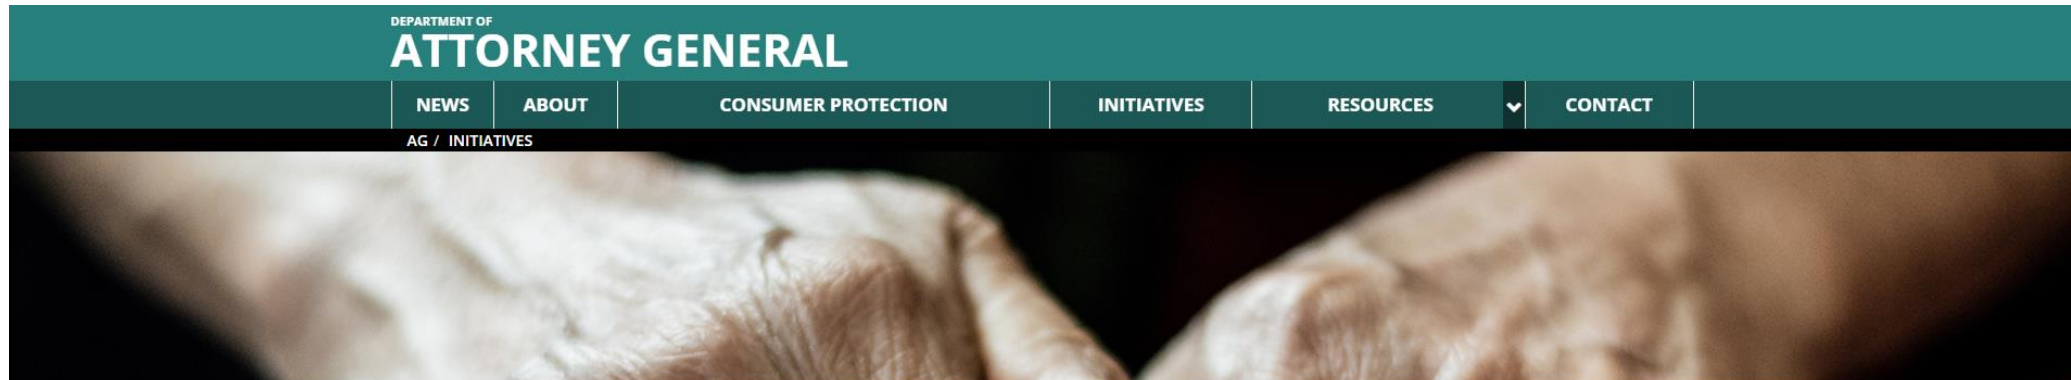 DEPARTMENT OF
ATTORNEY GENERAL
NEWS ABOUT CONSUMER PROTECTION INITIATIVES RESOURCES CONTACT
AG / INITIATIVES